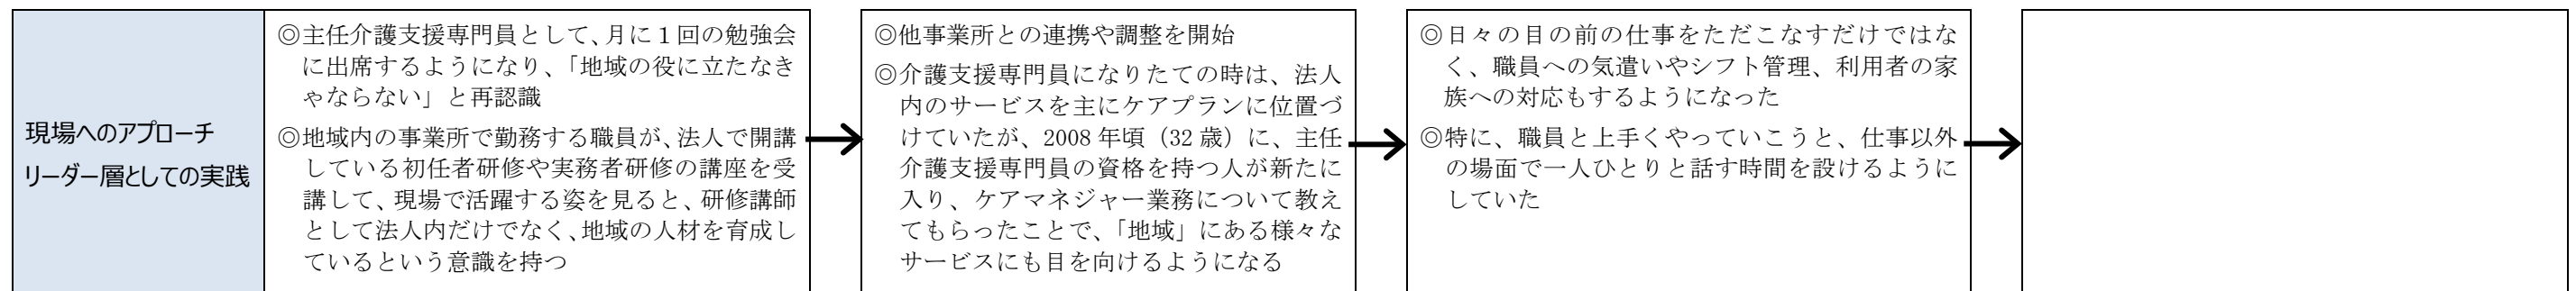 現場へのアプローチ
リーダー層としての実践
◎主任介護支援専門員として、月に１回の勉強会
に出席するようになり、「地域の役に立たなき
ゃならない」と再認識
◎地域内の事業所で勤務する職員が、法人で開講
している初任者研修や実務者研修の講座を受
講して、現場で活躍する姿を見ると、研修講師
として法人内だけでなく、地域の人材を育成し
ているという意識を持つ
◎他事業所との連携や調整を開始
◎介護支援専門員になりたての時は、法人
内のサービスを主にケアプランに位置づ
けていたが、2008 年頃（32 歳）に、主任
介護支援専門員の資格を持つ人が新たに
入り、ケアマネジャー業務について教え
てもらったことで、「地域」にある様々な
サービスにも目を向けるようになる
◎日々の目の前の仕事をただこなすだけではな
く、職員への気遣いやシフト管理、利用者の家
族への対応もするようになった
◎特に、職員と上手くやっていこうと、仕事以外
の場面で一人ひとりと話す時間を設けるように
していた